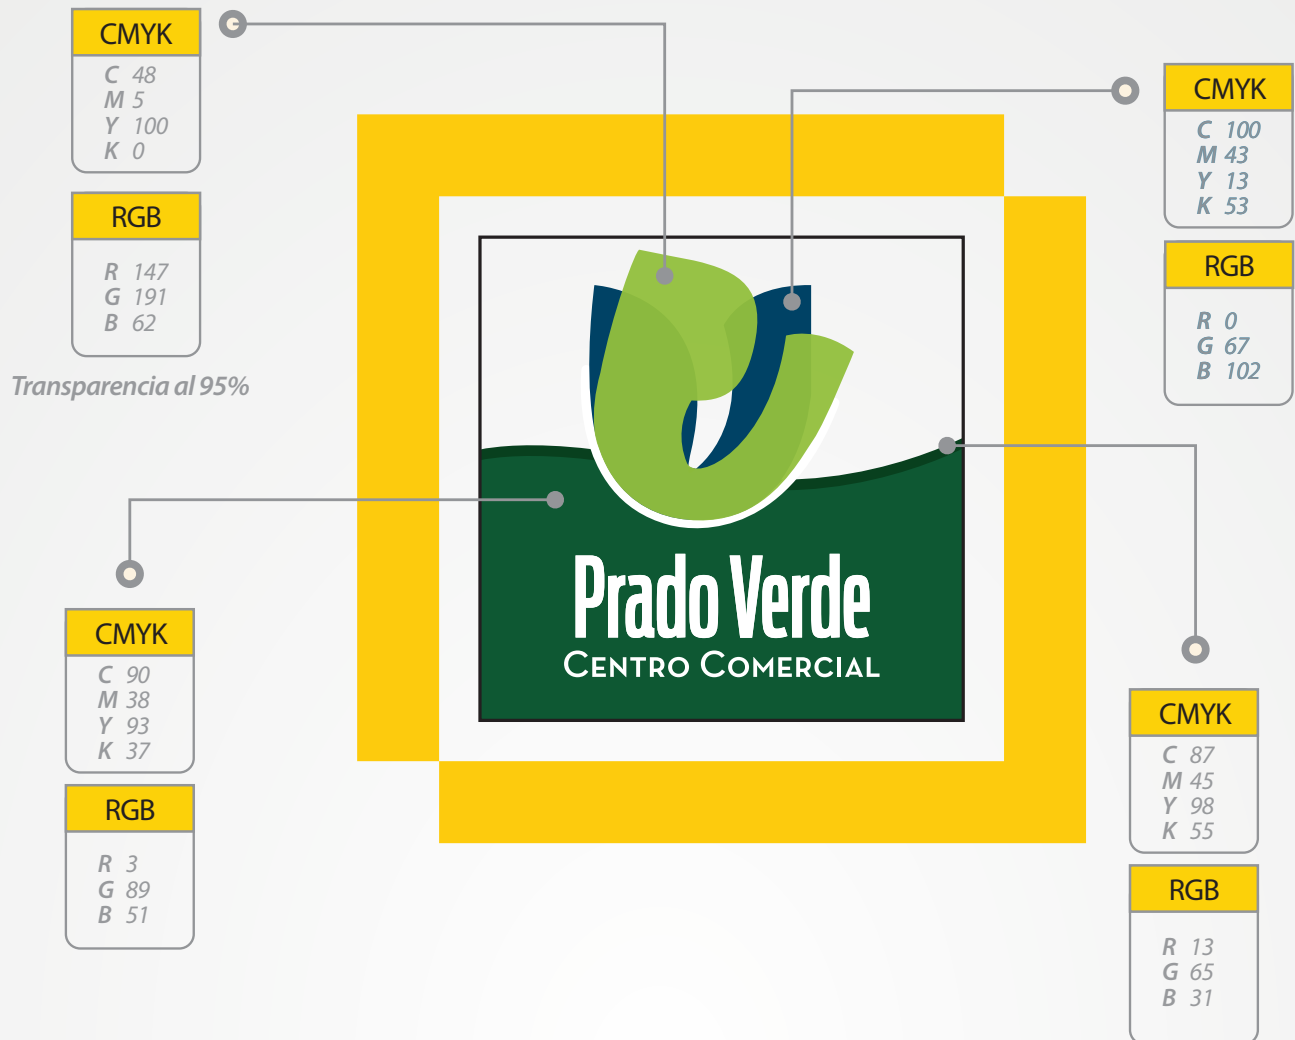 CMYK
C 48
M 5
Y 100
K 0
RGB
R 147
G 191
B 62
Transparencia al 95%
CMYK
C 100
M 43
Y 13
K 53
RGB
R 0
G 67
B 102
Prado Verde
CENTRO COMERCIAL
CMYK
C 90
M 38
Y 93
K 37
RGB
R 3
G 89
B 51
CMYK
C 87
M 45
Y 98
K 55
RGB
R 13
G 65
B 31